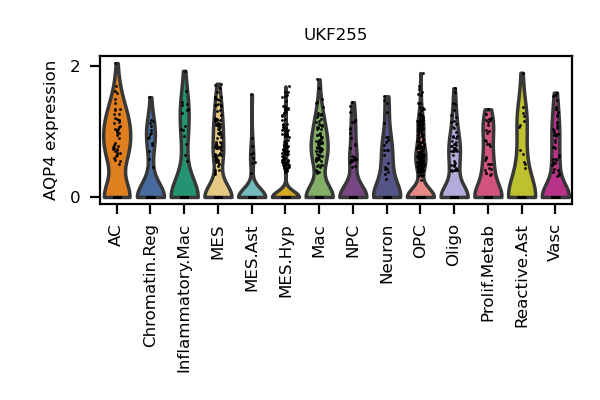 UKF255
AQP4 expression
2
0
AC
Chromatin.Reg
Inflammatory.Mac
MES
MES.Ast
MES.Hyp
Mac
NPC
Neuron
OPC
Oligo
Prolif.Metab
Reactive.Ast
Vasc